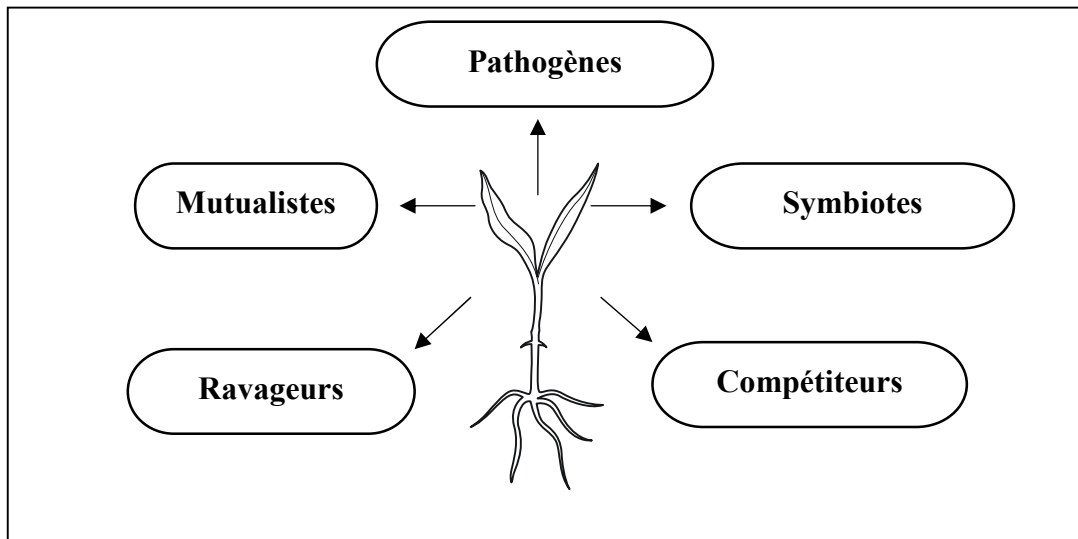 Pathogènes
Mutualistes
Symbiotes
Ravageurs
Compétiteurs